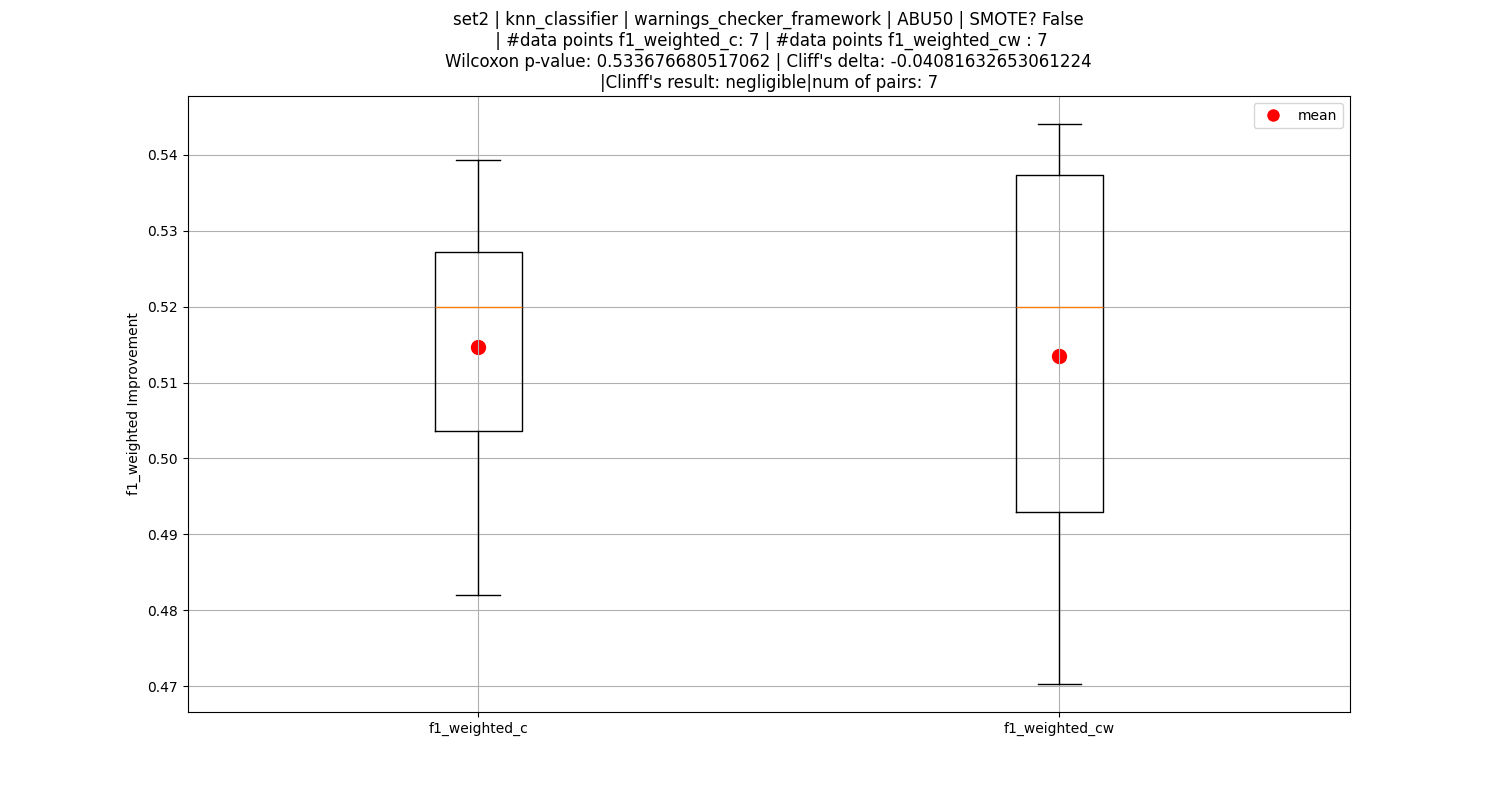 set2 | knn_classifier | warnings_checker_framework | ABU50 | SMOTE? False
| #data points f1_weighted_c: 7 | #data points f1_weighted_cw : 7
Wilcoxon p-value: 0.533676680517062 | Cliff's delta: -0.04081632653061224
|Clinff's result: negligible|num of pairs: 7
mean
f1_weighted Improvement
0.54
0.53
0.52
0.51
0.50
0.49
0.48
0.47
f1_weighted_c
f1_weighted_cw